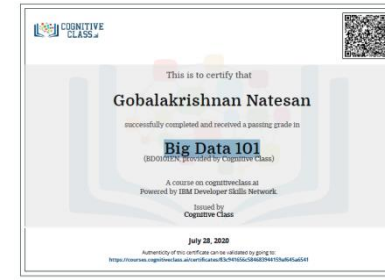 COGNITIVE
CLASS.ai
This is to certify that
Gobalakrishnan Natesan
successfully completed and received a passing grade in
Big Data 101
(BD0101EN, provided by Cognitive Class)
A course on cognitiveclass.ai
Powered by IBM Developer Skills Network.
Issued by
Cognitive Class
July 28, 2020
Authenticity of this certificate can be validated by going to: